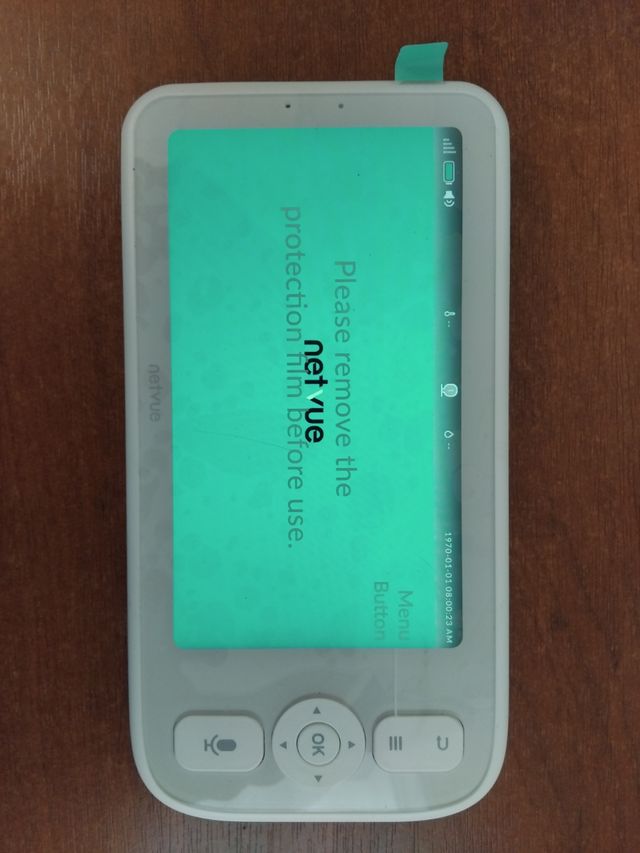 1970-01-01 08:00:23 AM
Menu
Button
Please remove the
protection film before use.
netvue
netvue
OK